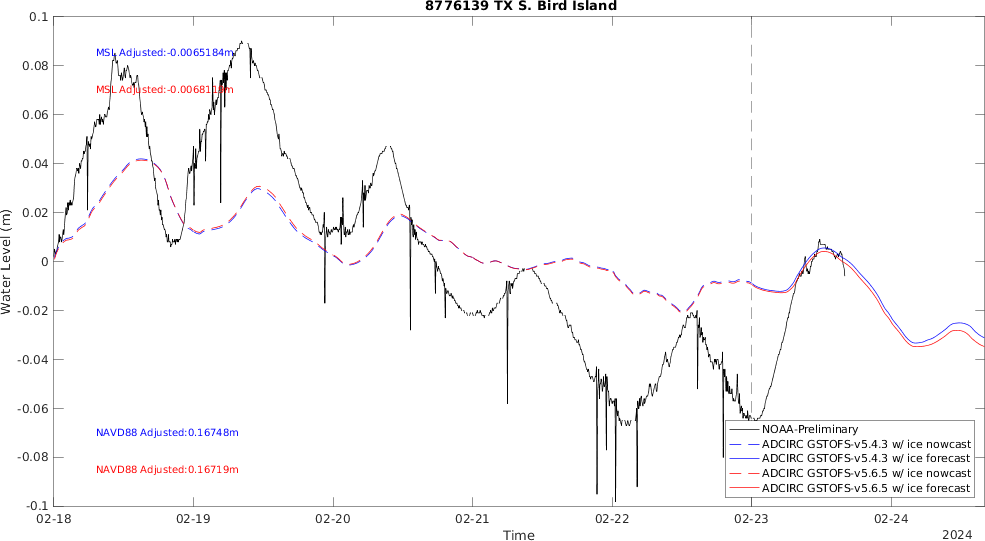 8776139 TX S. Bird Island
0.1
0.08
0.06
0.04
0.02
0
-0.02
-0.04
-0.06
-0.08
-0.1
Water Level (m)
MSL Adjusted:-0.0065184m
MSL Adjusted:-0.0068119m
NAVD88 Adjusted:0.16748m
NAVD88 Adjusted:0.16719m
NOAA-Preliminary
ADCIRC GSTOFS-v5.4.3 w/ ice nowcast
ADCIRC GSTOFS-v5.4.3 w/ ice forecast
ADCIRC GSTOFS-v5.6.5 w/ ice nowcast
ADCIRC GSTOFS-v5.6.5 w/ ice forecast
02-18 02-19 02-20 02-21 02-22 02-23 02-24
Time
2024